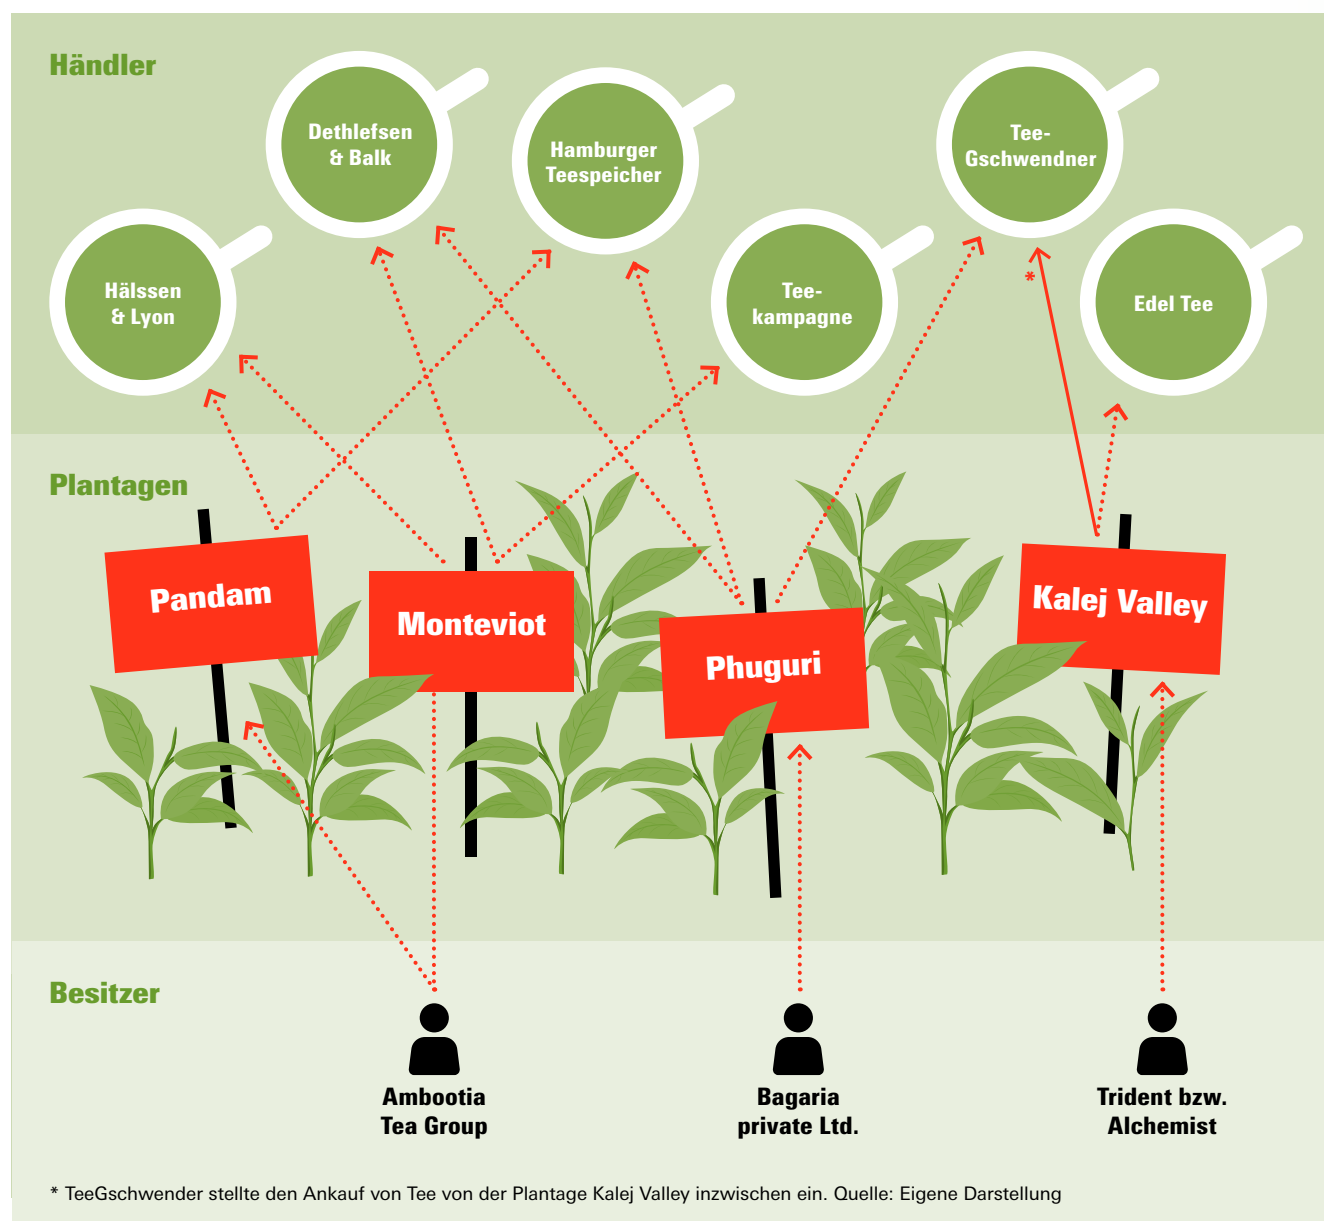 Händler
Dethlefsen
& Balk
Hamburger
Teespeicher
Tee-
Gschwendner
Hälssen
& Lyon
Tee-
kampagne
*
Edel Tee
Plantagen
Pandam
Monteviot
Phuguri
Kalej Valley
Besitzer
Ambootia
Tea Group
Bagaria
private Ltd.
Trident bzw.
Alchemist
* TeeGschwender stellte den Ankauf von Tee von der Plantage Kalej Valley inzwischen ein. Quelle: Eigene Darstellung